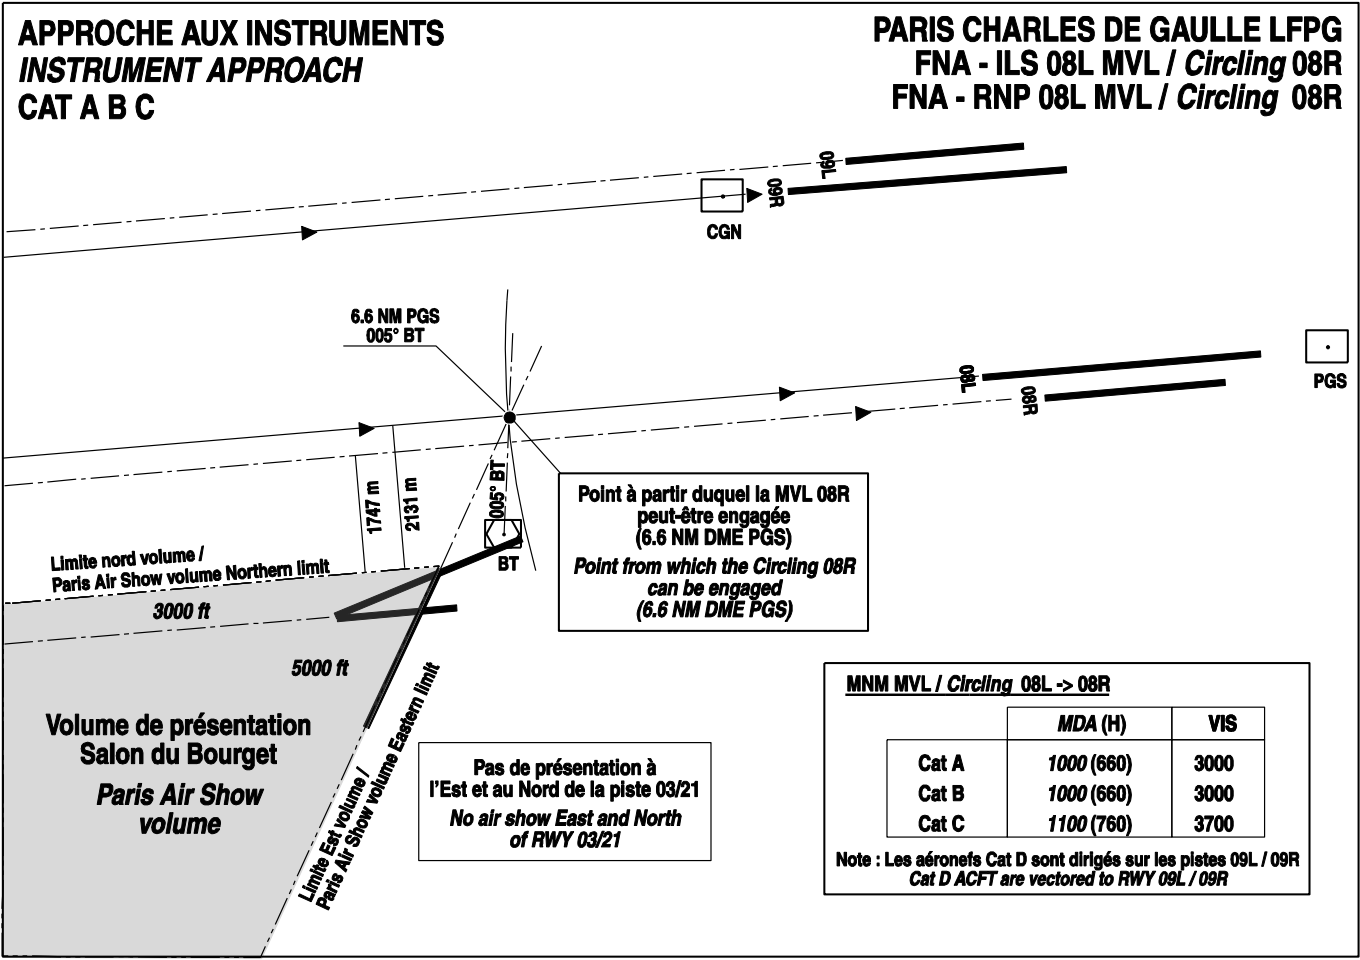 APPROCHE AUX INSTRUMENTS
INSTRUMENT APPROACH
CAT A B C
PARIS CHARLES DE GAULLE LFPG
FNA - ILS 08L MVL / Circling 08R
FNA - RNP 08L MVL / Circling 08R
09L
09R
CGN
6.6 NM PGS
005° BT
08L
08R
PGS
1747 m
2131 m
005° BT
BT
Point à partir duquel la MVL 08R
peut-être engagée
(6.6 NM DME PGS)
Point from which the Circling 08R
can be engaged
(6.6 NM DME PGS)
Limite nord volume /
Paris Air Show volume Northern limit
3000 ft
5000 ft
Volume de présentation
Salon du Bourget
Paris Air Show
volume
Limite Est volume /
Paris Air Show volume Eastern limit
Pas de présentation à
l'Est et au Nord de la piste 03/21
No air show East and North
of RWY 03/21
MNM MVL / Circling 08L -> 08R
MDA (H) VIS
Cat A 1000 (660) 3000
Cat B 1000 (660) 3000
Cat C 1100 (760) 3700
Note : Les aéronefs Cat D sont dirigés sur les pistes 09L / 09R
Cat D ACFT are vectored to RWY 09L / 09R